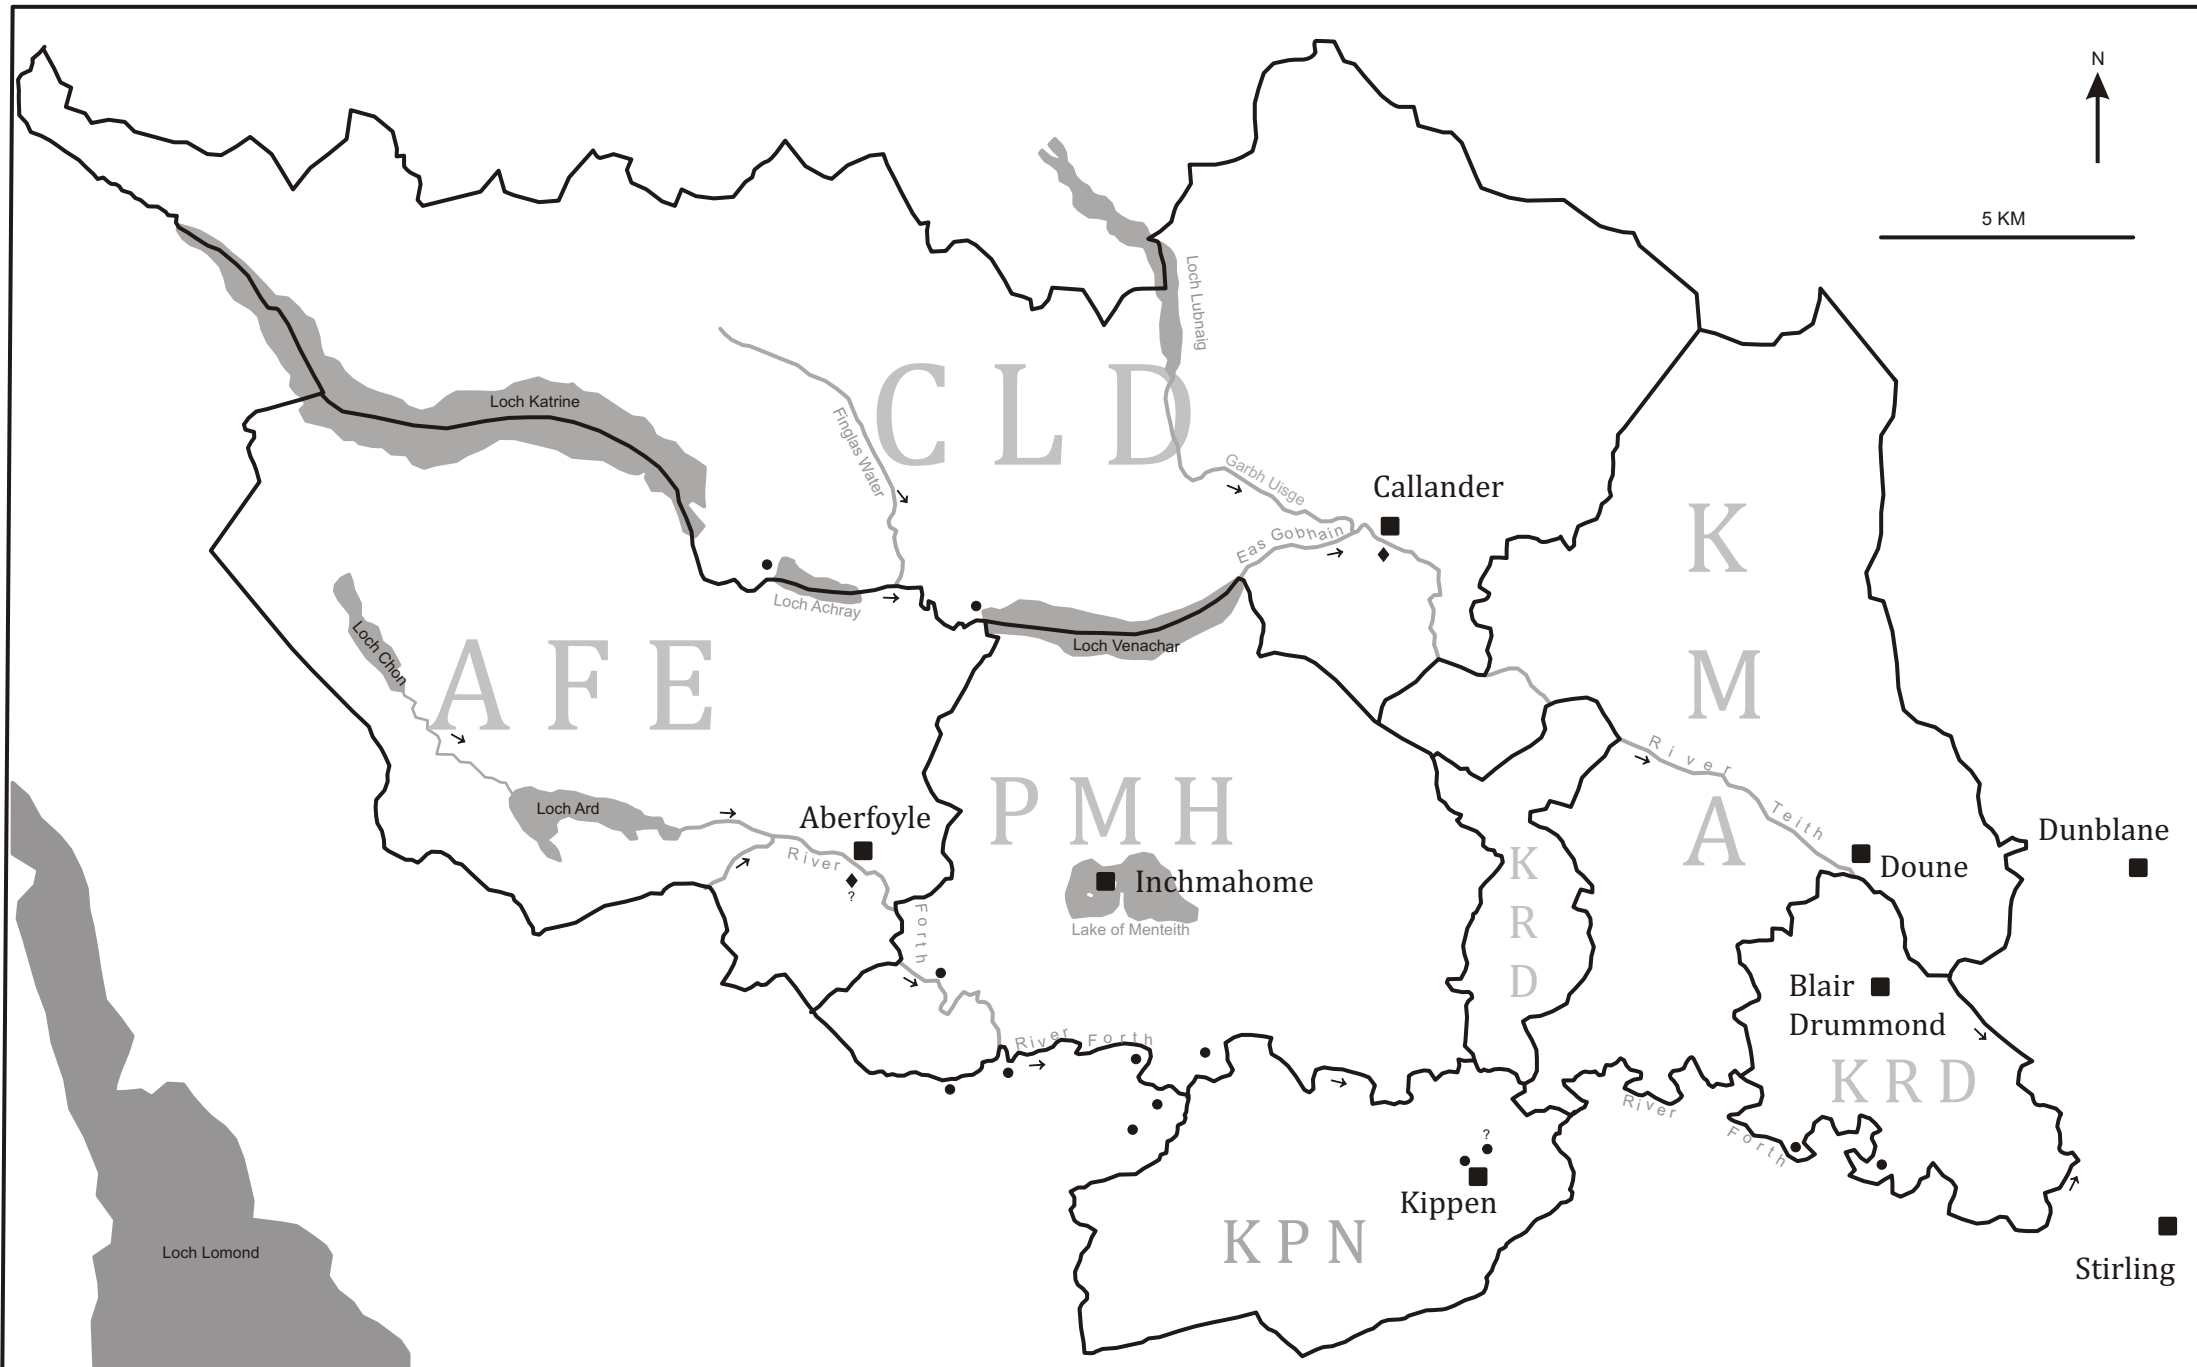 N
5 KM
Loch Lubnaig
Loch Katrine
C L D
Finglas Water
Garbh Uisge
Callander
Eas Gobhain
K
M
A
Loch Achray
Loch Venachar
Loch Chon
A F E
River
Teith
P M H
Loch Ard
Aberfoyle
River
Forth
?
Inchmahome
Lake of Menteith
K
R
D
Doune
Dunblane
Blair
Drummond
River Forth
K R D
River
Forth
?
Kippen
K P N
Loch Lomond
Stirling